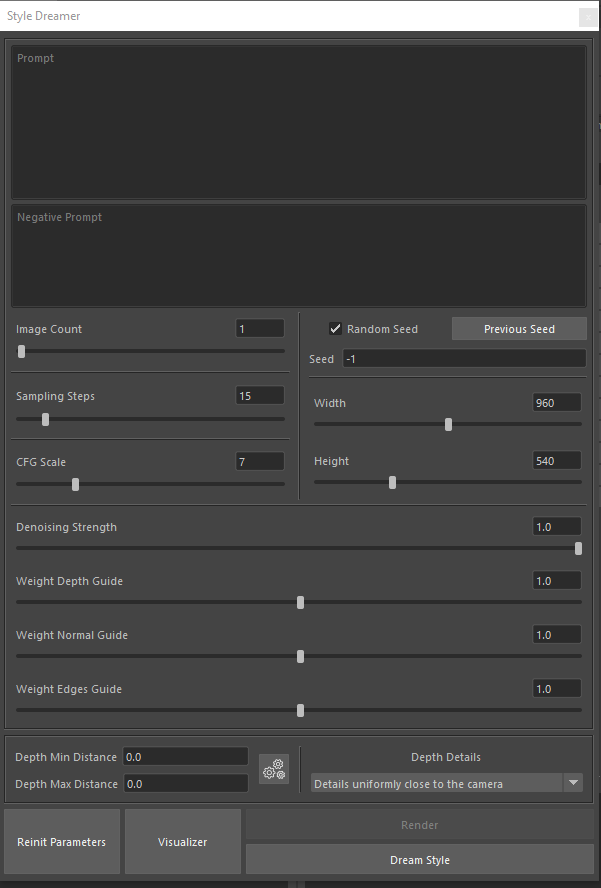 Style Dreamer
Prompt
Negative Prompt
Image Count 1
Random Seed Previous Seed
Seed -1
Sampling Steps 15
Width 960
CFG Scale 7
Height 540
Denoising Strength 1.0
Weight Depth Guide 1.0
Weight Normal Guide 1.0
Weight Edges Guide 1.0
Depth Min Distance 0.0
Depth Details
Depth Max Distance 0.0
Details uniformly close to the camera
Reinit Parameters
Visualizer
Render
Dream Style